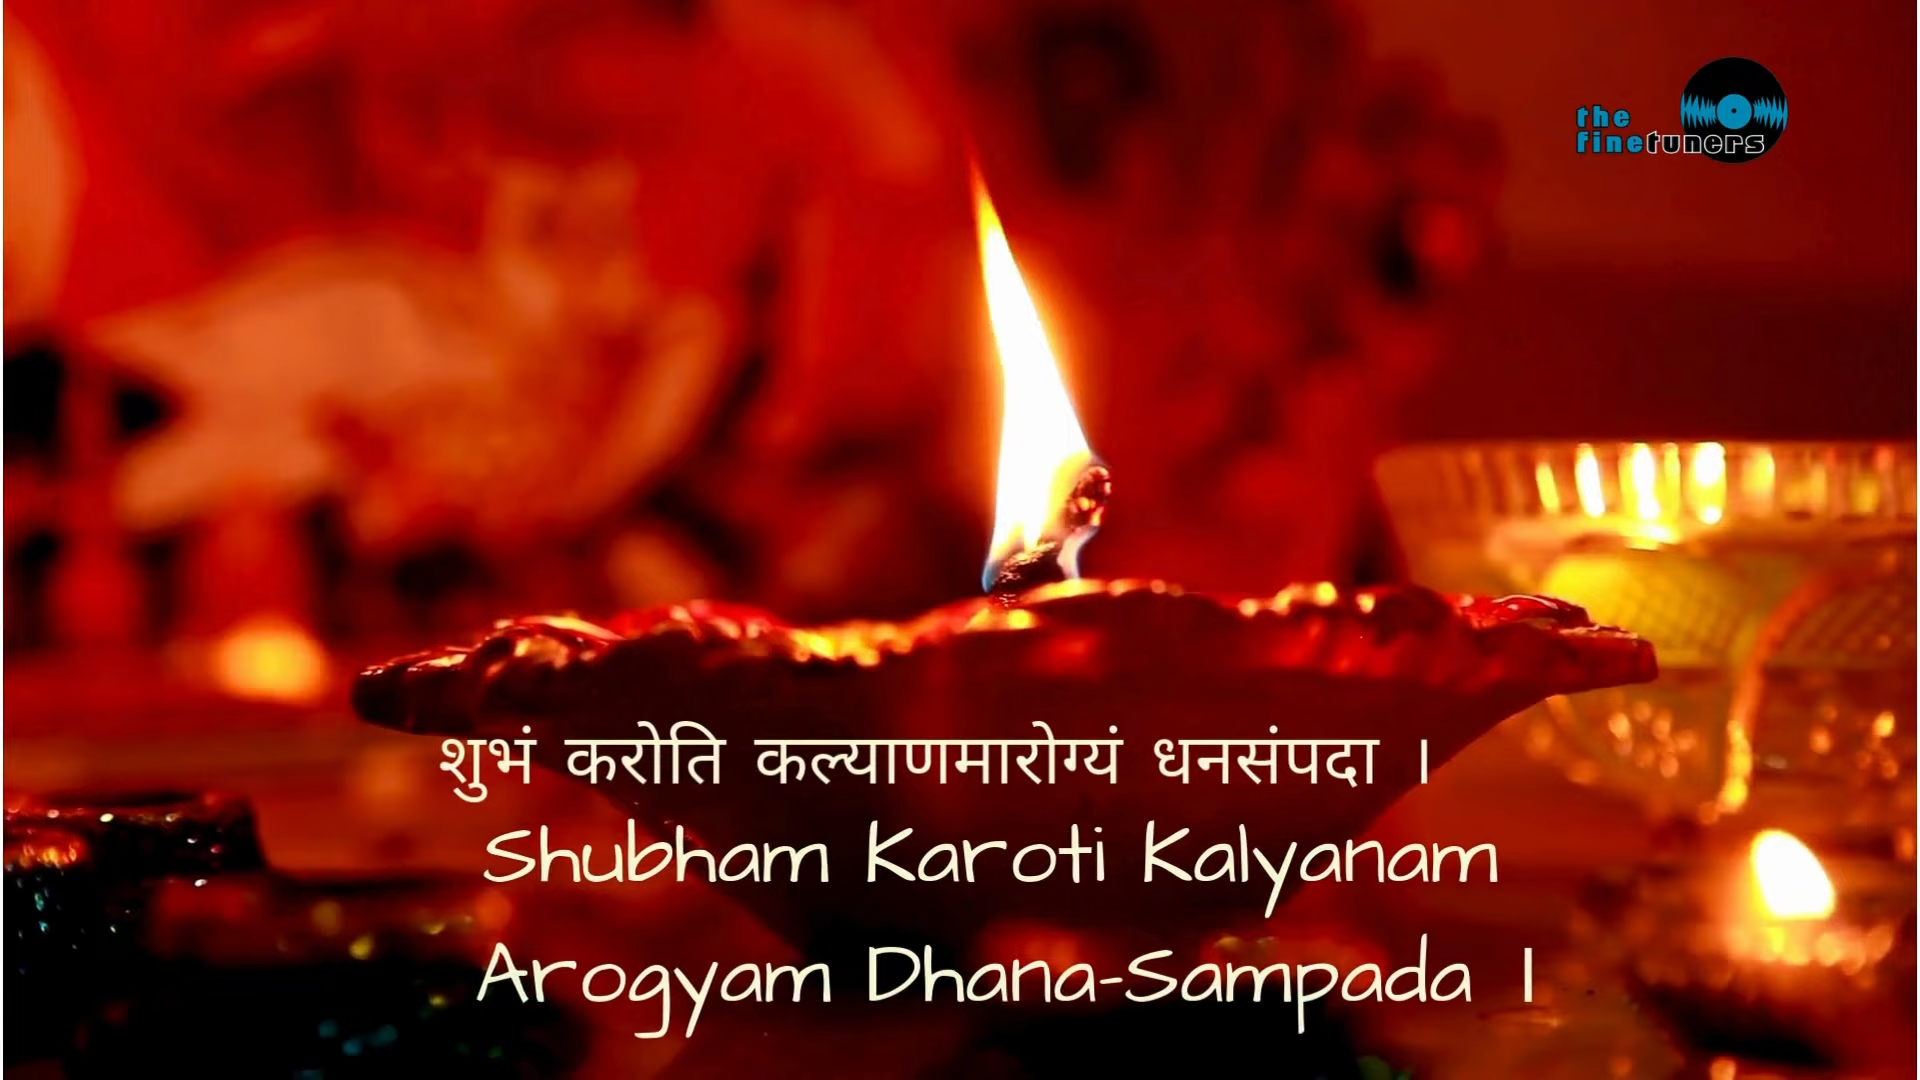 the
finetuners
शुभं करोति कल्याणमारोग्यं धनसंपदा ।
Shubham Karoti Kalyanam
Arogyam Dhana-Sampada ।